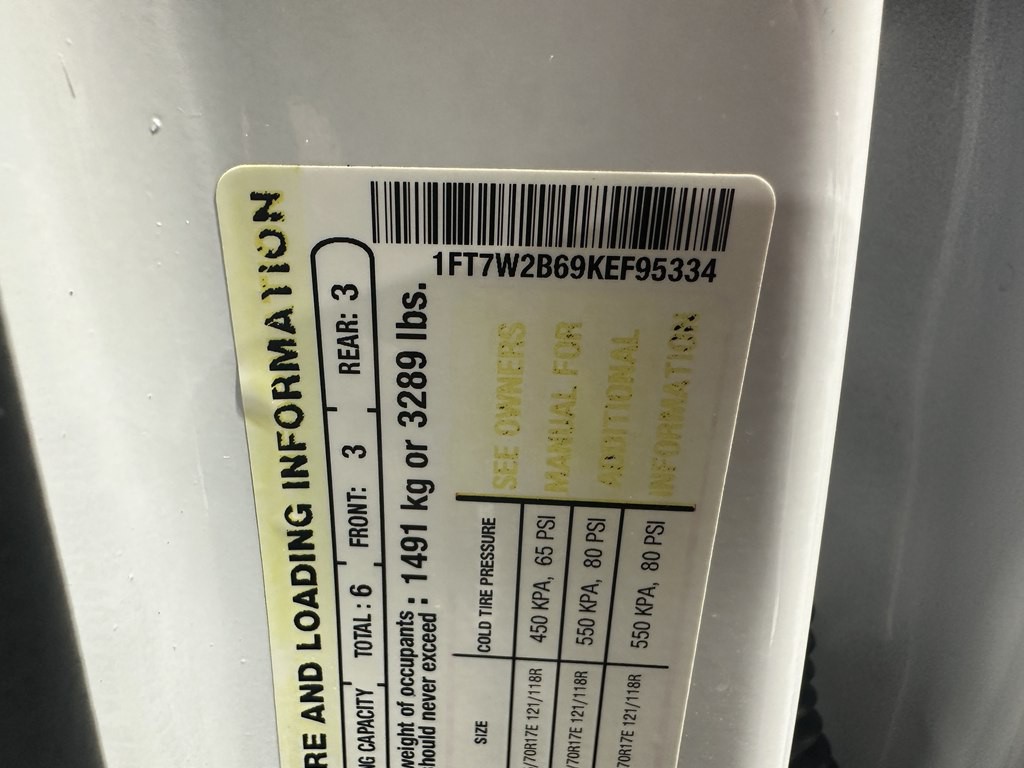 RE AND LOADING INFORMATION
NG CAPACITY TOTAL : 6 FRONT: 3 REAR: 3
weight of occupants
should never exceed : 1491 kg or 3289 lbs.
SIZE COLD TIRE PRESSURE
/70R17E 121/118R 450 KPA, 65 PSI
/70R17E 121/118R 550 KPA, 80 PSI
/70R17E 121/118R 550 KPA, 80 PSI
SEE OWNERS
MANUAL FOR
ADDITIONAL
INFORMATION
1FT7W2B69KEF95334